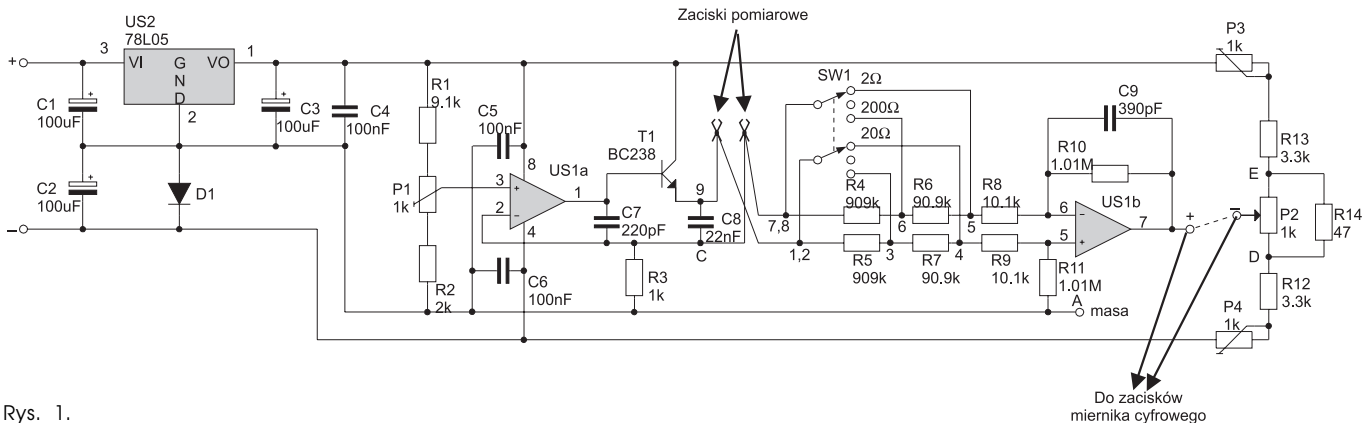 Zaciski pomiarowe
US2
78L05
3
VI
G
N
D
VO
1
2
+
–
C1
100uF
C2
100uF
D1
C3
100uF
C4
100nF
R1
9.1k
P1
1k
R2
2k
C5
100nF
8
3
+
2
–
4
US1a
1
C6
100nF
C7
220pF
R3
1k
T1
BC238
9
C8
22nF
C
SW1
2Ω
200Ω
20Ω
R4
909k
R6
90.9k
R8
10.1k
7,8
6
5
1,2
3
4
R5
909k
R7
90.9k
R9
10.1k
C9
390pF
R10
1.01M
6
–
5
+
US1b
7
R11
1.01M
A
masa
+
–
P3
1k
R13
3.3k
E
P2
1k
R14
47
D
R12
3.3k
P4
1k
Do zacisków
miernika cyfrowego
Rys. 1.